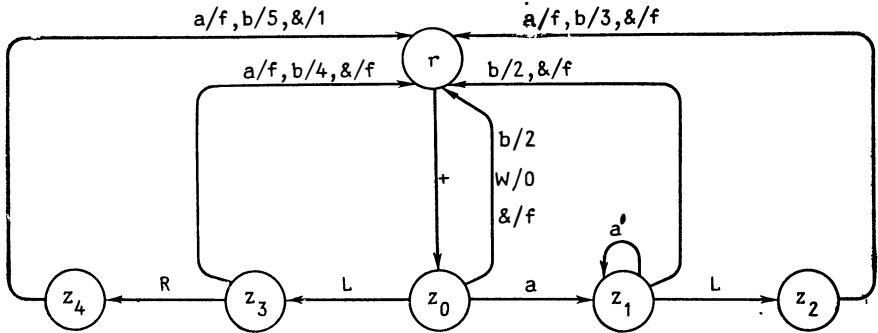 a/f,b/5,&/1
a/f,b/3,&/f
r
a/f,b/4,&/f
b/2,&/f
b/2
+
W/0
&/f
a
R
L
a
L
z4
z3
z0
z1
z2